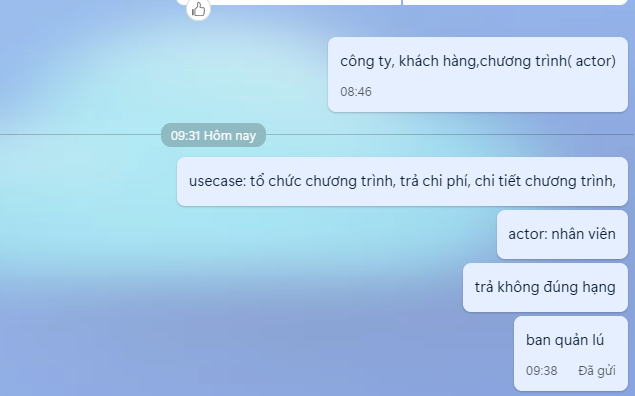 công ty, khách hàng,chương trình( actor)
08:46
09:31 Hôm nay
usecase: tổ chức chương trình, trả chi phí, chi tiết chương trình,
actor: nhân viên
trả không đúng hạng
ban quản lú
09:38 Đã gửi